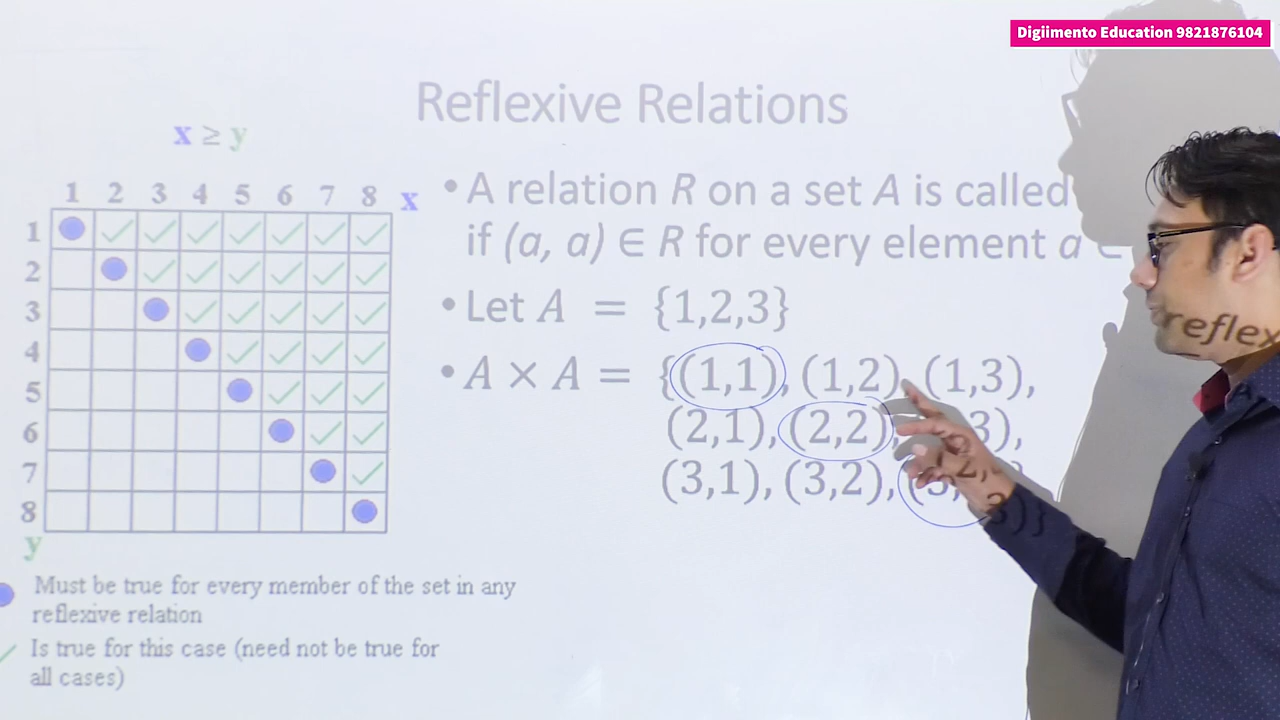 Digiimento Education 9821876104
Reflexive Relations
x ≥ y
1 2 3 4 5 6 7 8 x
1
2
3
4
5
6
7
8
y
Must be true for every member of the set in any
reflexive relation
Is true for this case (need not be true for
all cases)
• A relation R on a set A is called reflex
if (a, a) ∈ R for every element a
• Let A = {1,2,3}
• A × A = {(1,1), (1,2), (1,3),
(2,1), (2,2), 3),
(3,1), (3,2), (3,